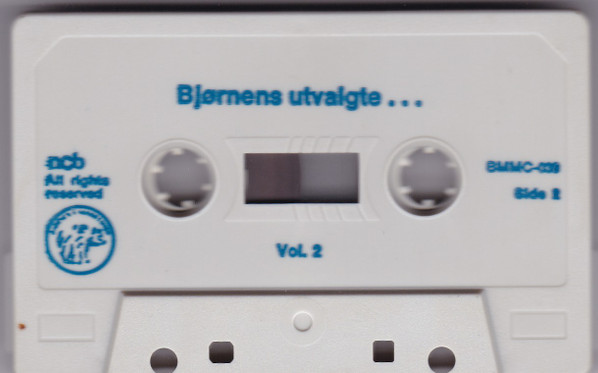 Bjørnens utvalgte...
ncb
All rights
reserved
BMMC-039
Side 2
Vol. 2